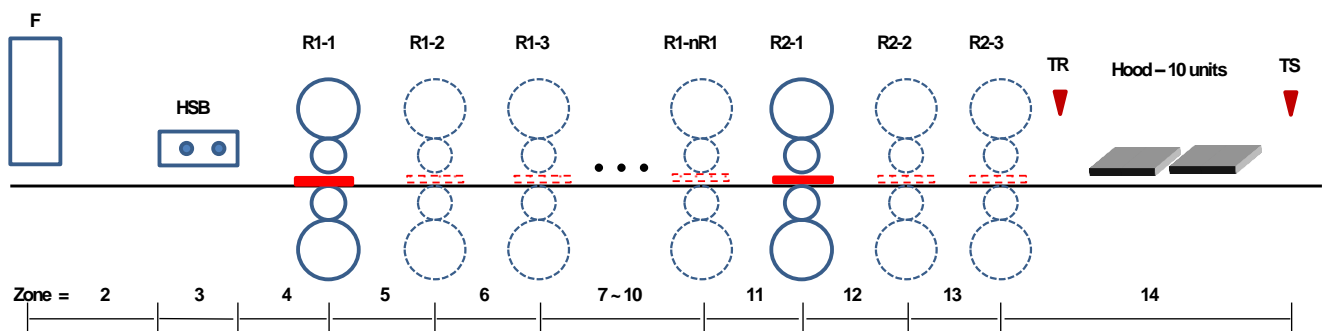 F
R1-1 R1-2 R1-3 R1-nR1 R2-1 R2-2 R2-3
TR Hood – 10 units TS
HSB
Zone = 2 3 4 5 6 7 ~ 10 11 12 13 14